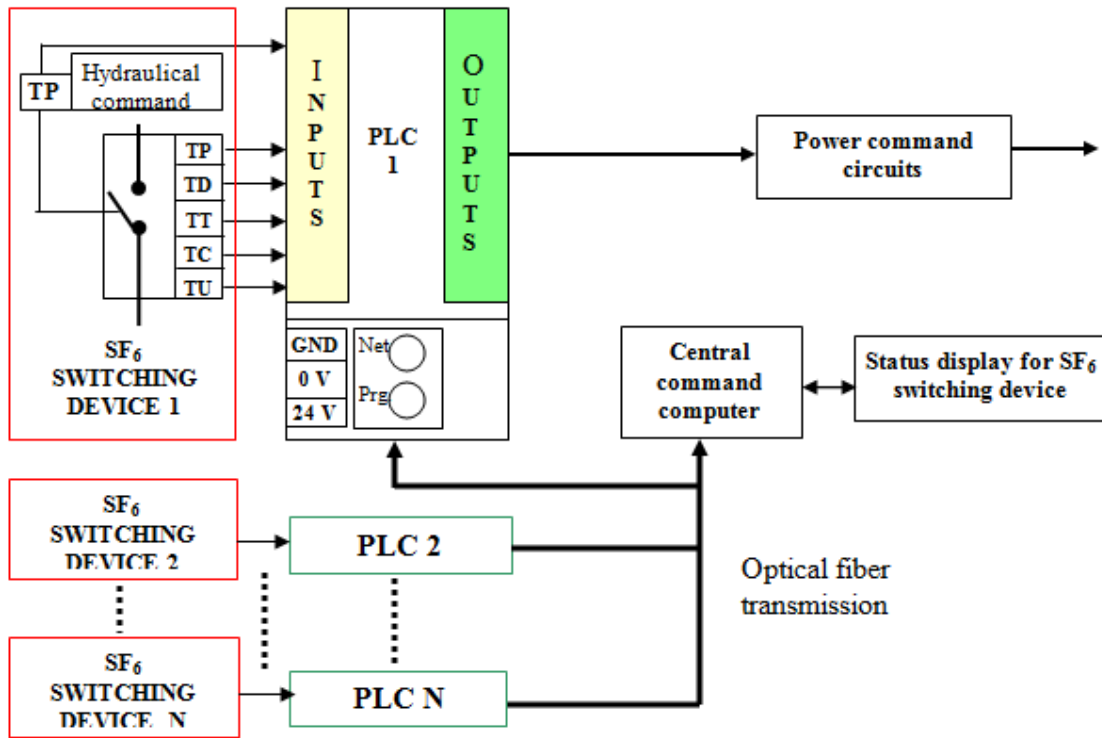 Hydraulical
command
TP
TP
TD
TT
TC
TU
SF₆
SWITCHING
DEVICE 1
INPUTS
PLC
1
OUTPUTS
GND
0 V
24 V
Net
Prg
Power command
circuits
Central
command
computer
Status display for SF₆
switching device
SF₆
SWITCHING
DEVICE 2
PLC 2
Optical fiber
transmission
SF₆
SWITCHING
DEVICE N
PLC N